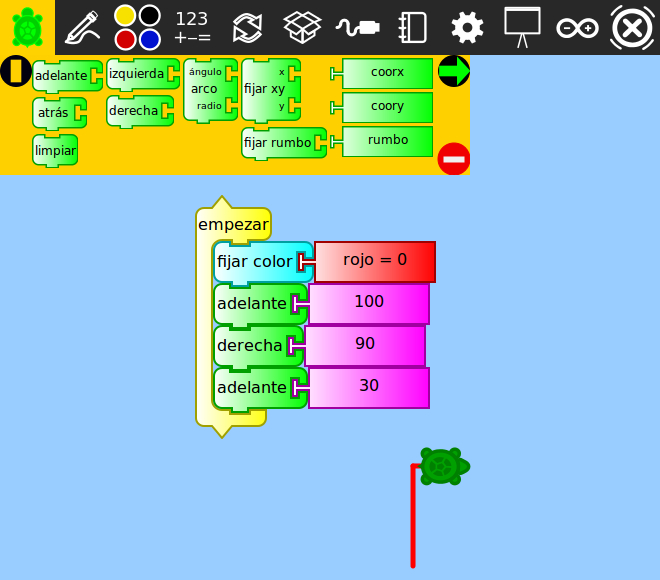 123
+−=
adelante
izquierda
ángulo
arco
radio
x
fijar xy
y
coorx
atrás
derecha
coory
limpiar
fijar rumbo
rumbo
empezar
fijar color
rojo = 0
adelante
100
derecha
90
adelante
30